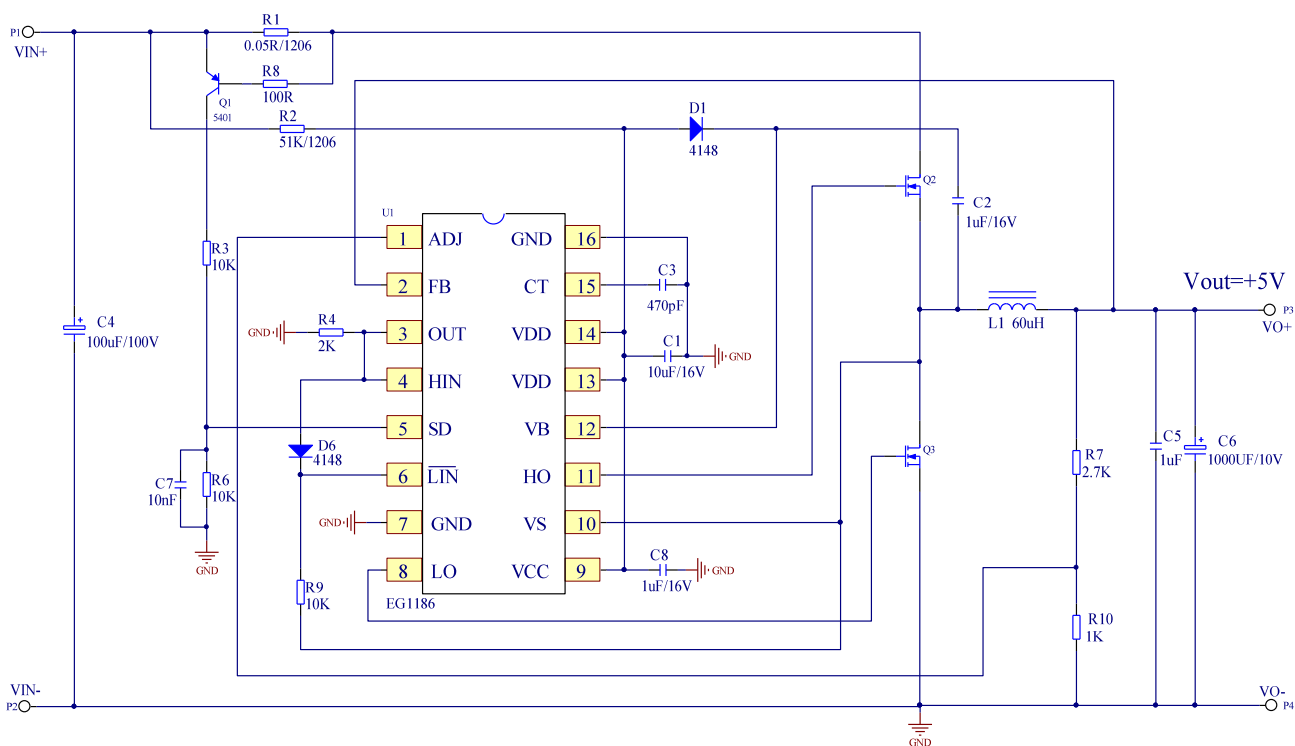 P1
VIN+
R1
0.05R/1206
R8
100R
Q1
5401
R2
51K/1206
D1
4148
Q2
C2
1uF/16V
U1
R3
10K
1
ADJ
GND
16
2
FB
CT
15
C3
470pF
Vout=+5V
C4
100uF/100V
GND
R4
2K
3
OUT
VDD
14
C1
10uF/16V
GND
L1 60uH
P3
VO+
4
HIN
VDD
13
5
SD
VB
12
D6
4148
6
LIN
HO
11
Q3
C7
10nF
R6
10K
R7
2.7K
C5
1uF
C6
1000UF/10V
GND
7
GND
VS
10
GND
8
LO
VCC
9
C8
1uF/16V
GND
R9
10K
EG1186
R10
1K
VIN-
P2
VO-
P4
GND